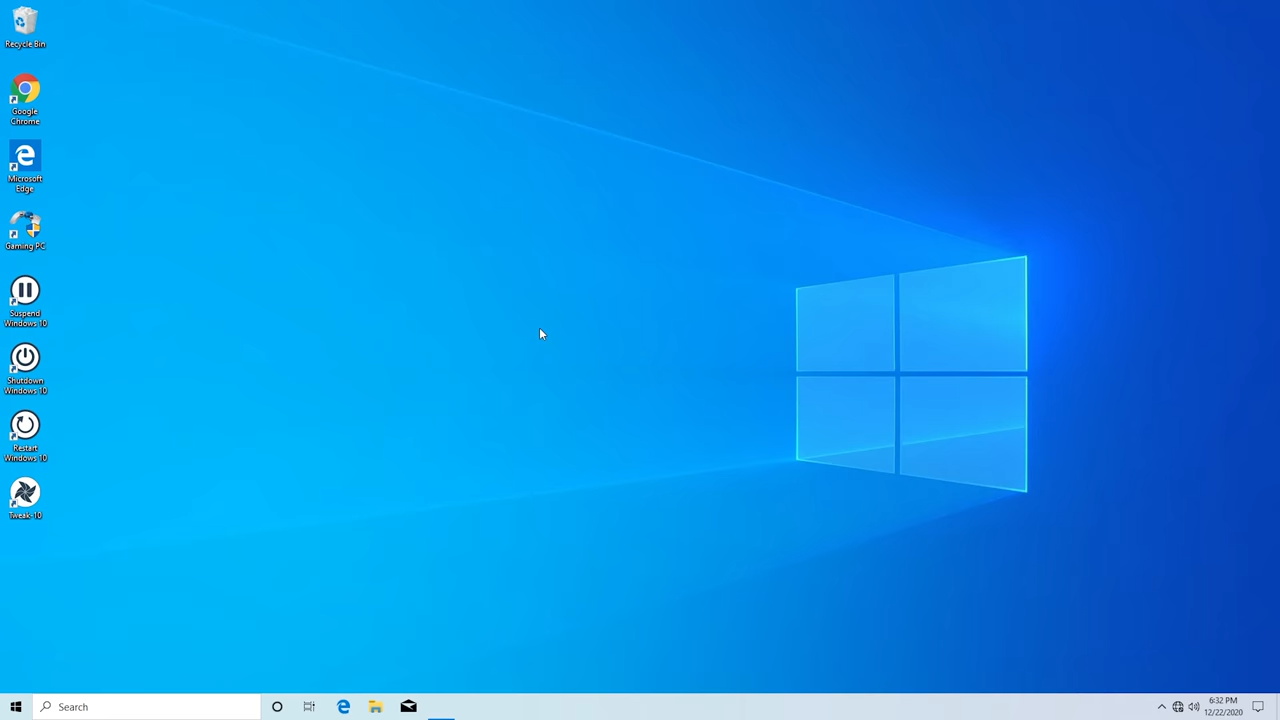 Recycle Bin
Google
Chrome
Microsoft
Edge
Gaming PC
Suspend
Windows 10
Shutdown
Windows 10
Restart
Windows 10
Tweak-10
Search
6:32 PM
12/22/2020